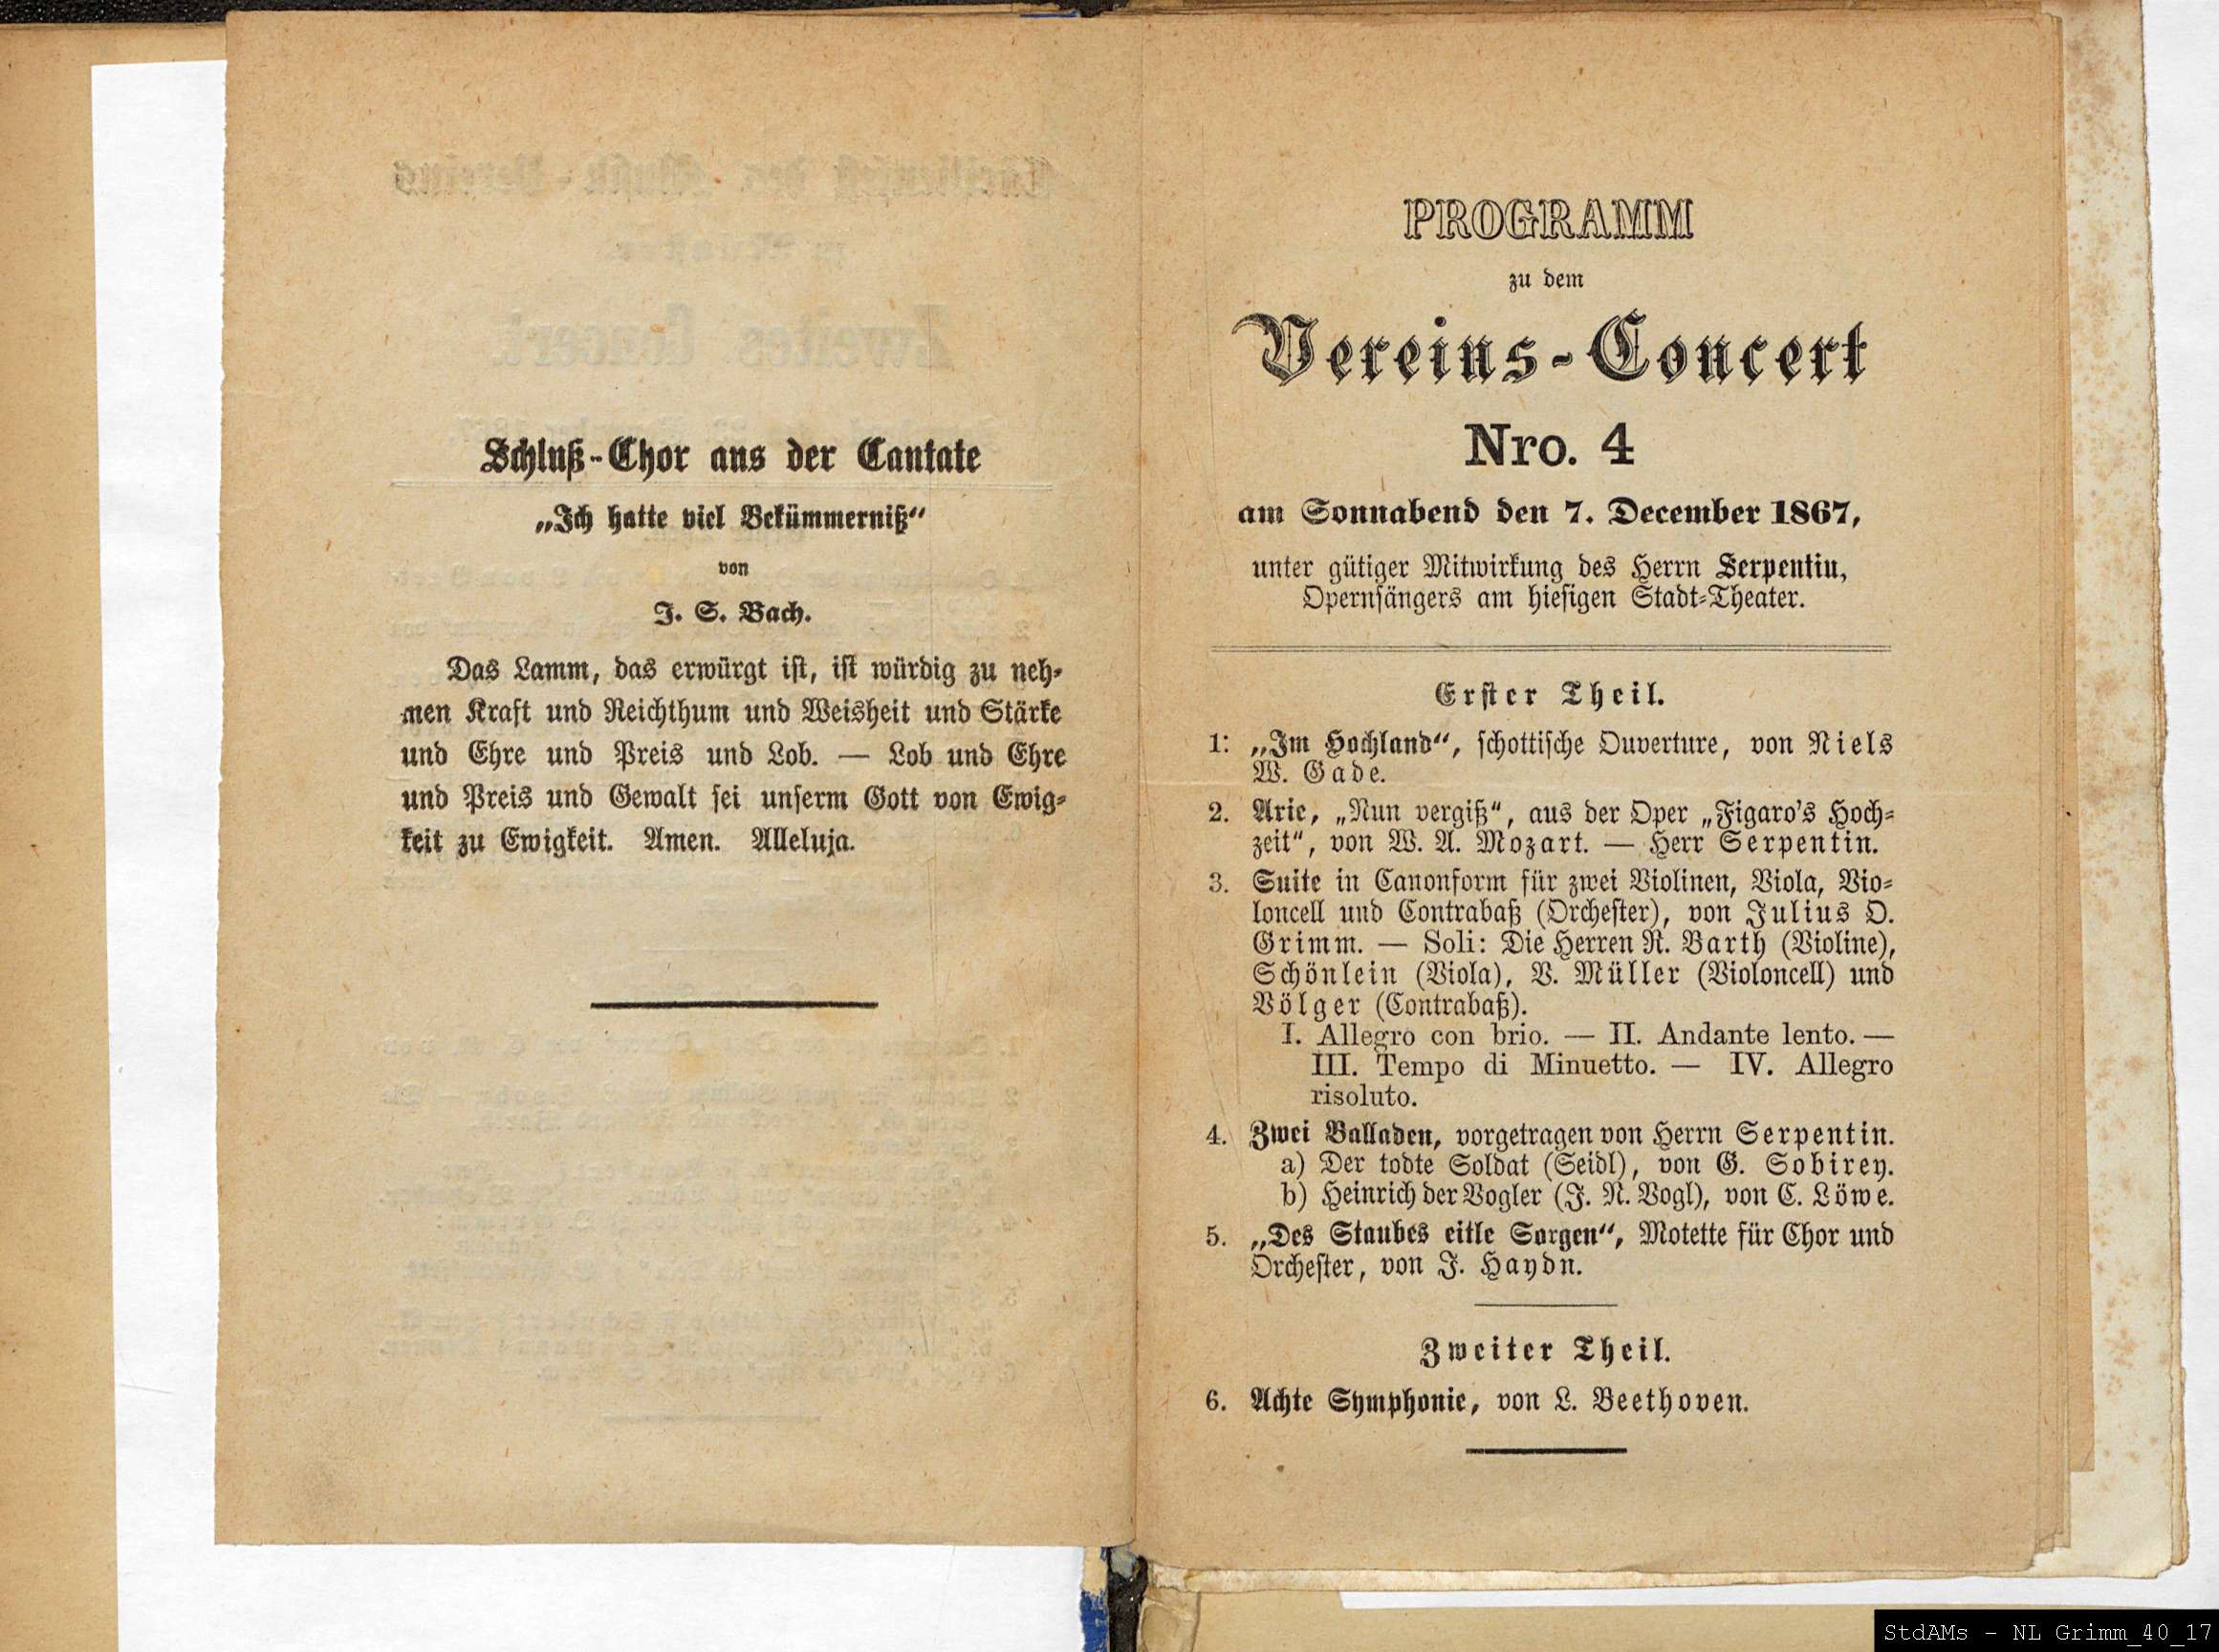 Schluß-Chor aus der Cantate
„Ich hatte viel Bekümmerniß“
von
J. S. Bach.
Das Lamm, das erwürgt ist, ist würdig zu neh-
men Kraft und Reichthum und Weisheit und Stärke
und Ehre und Preis und Lob. — Lob und Ehre
und Preis und Gewalt sei unserm Gott von Ewig-
keit zu Ewigkeit. Amen. Alleluja.
PROGRAMM
zu dem
Vereins-Concert
Nro. 4
am Sonnabend den 7. December 1867,
unter gütiger Mitwirkung des Herrn Serpentin,
Opernsängers am hiesigen Stadt-Theater.
Erster Theil.
1. „Im Hochland“, schottische Ouverture, von Niels
W. Gade.
2. Arie, „Nun vergiß“, aus der Oper „Figaro's Hoch-
zeit“, von W. A. Mozart. — Herr Serpentin.
3. Suite in Canonform für zwei Violinen, Viola, Vio-
loncell und Contrabaß (Orchester), von Julius O.
Grimm. — Soli: Die Herren R. Barth (Violine),
Schönlein (Viola), V. Müller (Violoncell) und
Völger (Contrabaß).
I. Allegro con brio. — II. Andante lento. —
III. Tempo di Minuetto. — IV. Allegro
risoluto.
4. Zwei Balladen, vorgetragen von Herrn Serpentin.
a) Der todte Soldat (Seidl), von G. Sobirey.
b) Heinrich der Vogler (J. N. Vogl), von C. Löwe.
5. „Des Staubes eitle Sorgen“, Motette für Chor und
Orchester, von J. Haydn.
Zweiter Theil.
6. Achte Symphonie, von L. Beethoven.
StdAMs - NL Grimm_40_17